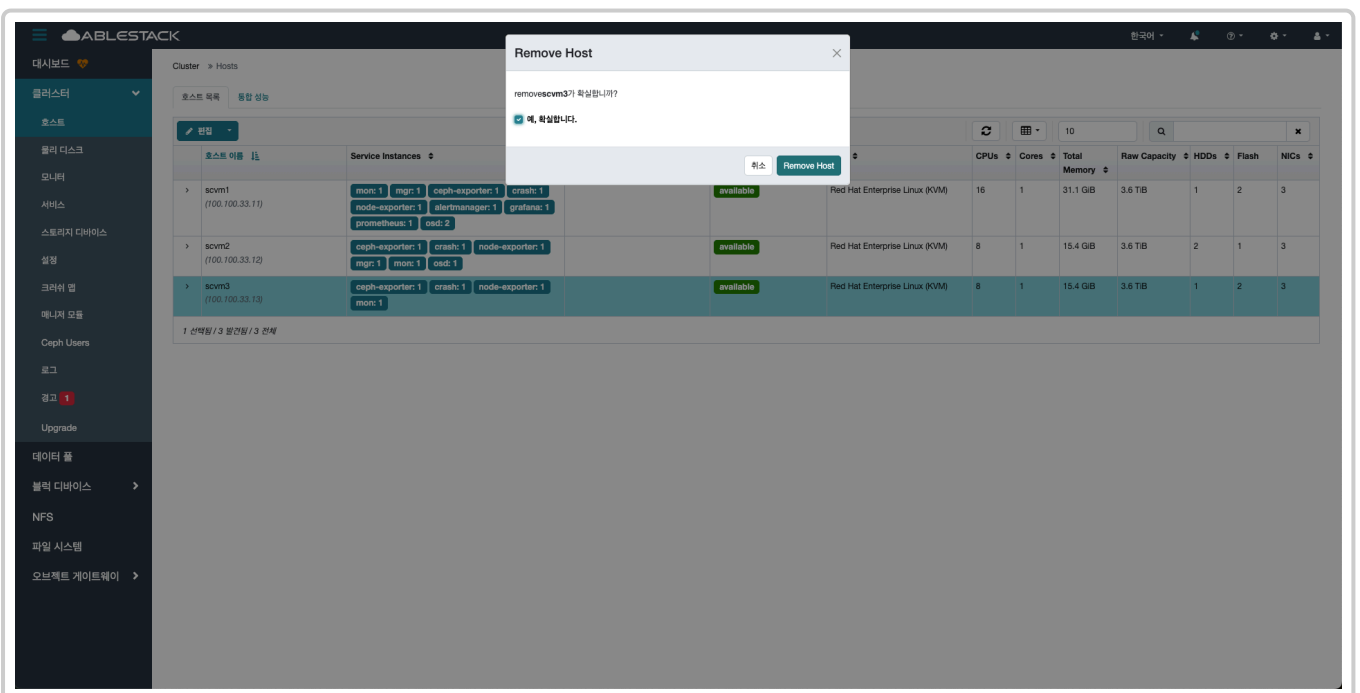 ABLESTACK
한국어
대시보드
클러스터
호스트
물리 디스크
모니터
서비스
스토리지 디바이스
설정
크러쉬 맵
매니저 모듈
Ceph Users
로그
경고 1
Upgrade
데이터 풀
블럭 디바이스
NFS
파일 시스템
오브젝트 게이트웨이
Cluster » Hosts
호스트 목록 통합 성능
편집
10
호스트 이름 Service Instances CPUs Cores Total Memory Raw Capacity HDDs Flash NICs
scvm1 (100.100.33.11)
mon: 1 mgr: 1 ceph-exporter: 1 crash: 1
node-exporter: 1 alertmanager: 1 grafana: 1
prometheus: 1 osd: 2
available Red Hat Enterprise Linux (KVM) 16 1 31.1 GiB 3.6 TiB 1 2 3
scvm2 (100.100.33.12)
ceph-exporter: 1 crash: 1 node-exporter: 1
mgr: 1 mon: 1 osd: 1
available Red Hat Enterprise Linux (KVM) 8 1 15.4 GiB 3.6 TiB 2 1 3
scvm3 (100.100.33.13)
ceph-exporter: 1 crash: 1 node-exporter: 1
mon: 1
available Red Hat Enterprise Linux (KVM) 8 1 15.4 GiB 3.6 TiB 1 2 3
1 선택됨 / 3 발견됨 / 3 전체
Remove Host
removescvm3가 확실합니까?
예, 확실합니다.
취소 Remove Host